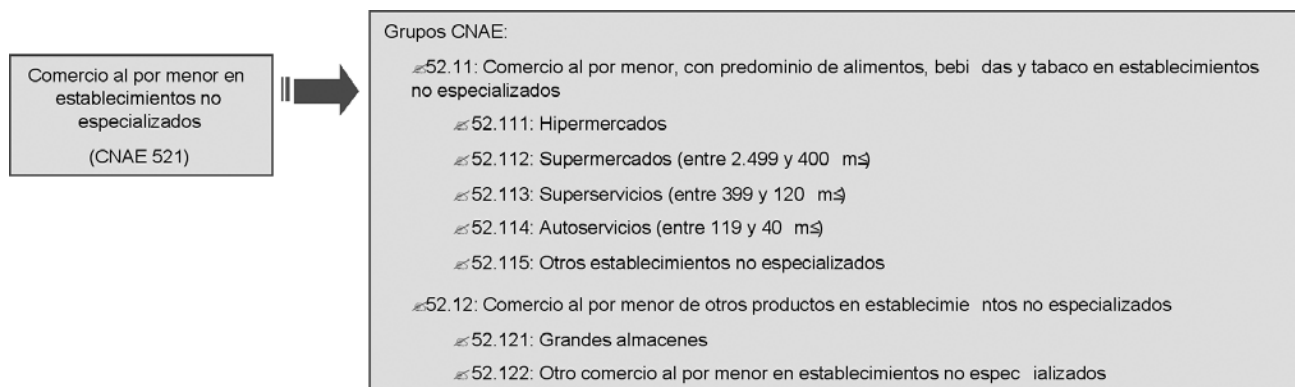 Comercio al por menor en
establecimientos no
especializados
(CNAE 521)
Grupos CNAE:
✍52.11: Comercio al por menor, con predominio de alimentos, bebi das y tabaco en establecimientos
no especializados
✍52.111: Hipermercados
✍52.112: Supermercados (entre 2.499 y 400 m≤)
✍52.113: Superservicios (entre 399 y 120 m≤)
✍52.114: Autoservicios (entre 119 y 40 m≤)
✍52.115: Otros establecimientos no especializados
✍52.12: Comercio al por menor de otros productos en establecimie ntos no especializados
✍52.121: Grandes almacenes
✍52.122: Otro comercio al por menor en establecimientos no espec ializados